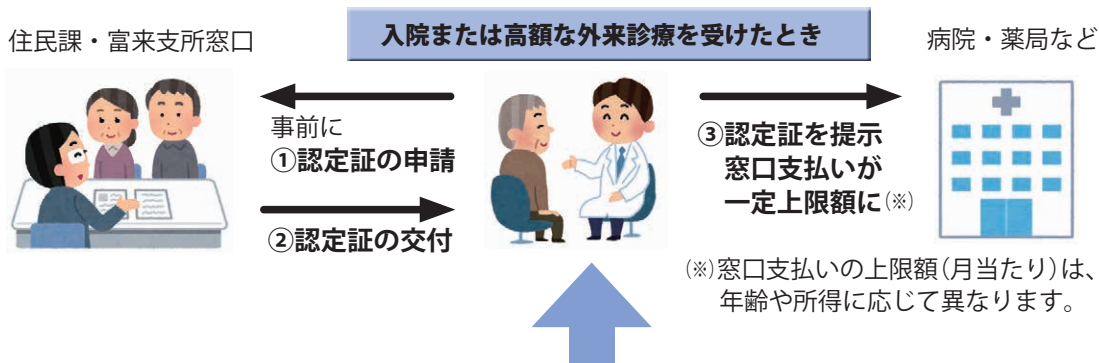 入院または高額な外来診療を受けたとき
住民課・富来支所窓口
病院・薬局など
事前に
①認定証の申請
②認定証の交付
③認定証を提示
窓口支払いが
一定上限額に(※)
(※)窓口支払いの上限額(月当たり)は、
年齢や所得に応じて異なります。